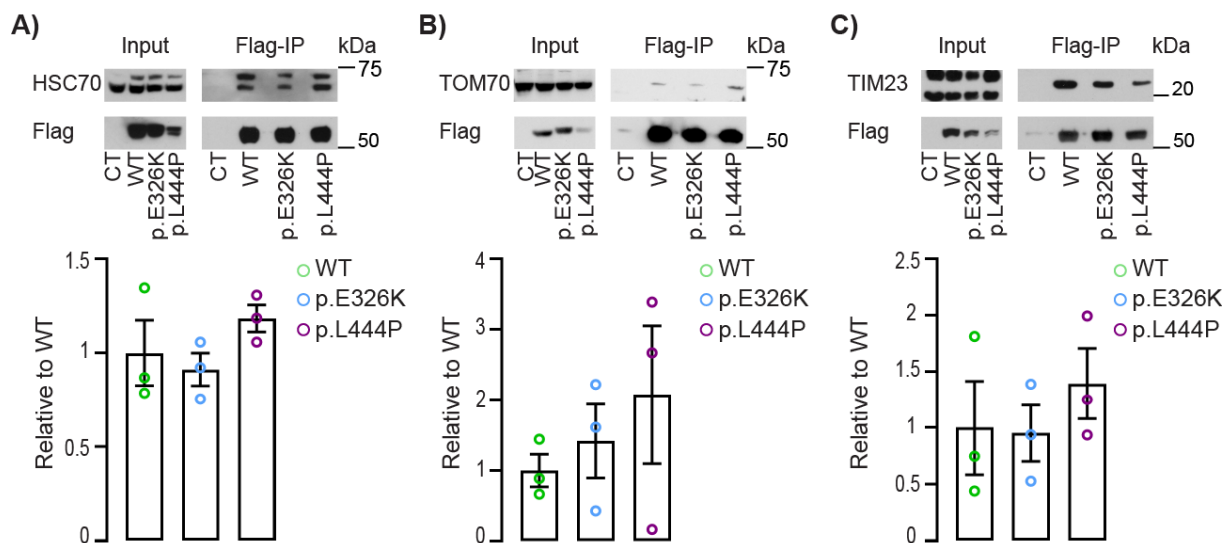 A)
Input
Flag-IP
kDa
HSC70
75
Flag
50
CT
WT
p.E326K
p.L444P
CT
WT
p.E326K
p.L444P
Relative to WT
1.5
1
0.5
0
WT
p.E326K
p.L444P
B)
Input
Flag-IP
kDa
TOM70
75
Flag
50
CT
WT
p.E326K
p.L444P
CT
WT
p.E326K
p.L444P
Relative to WT
4
3
2
1
0
WT
p.E326K
p.L444P
C)
Input
Flag-IP
kDa
TIM23
20
Flag
50
CT
WT
p.E326K
p.L444P
CT
WT
p.E326K
p.L444P
Relative to WT
2.5
2
1.5
1
0.5
0
WT
p.E326K
p.L444P